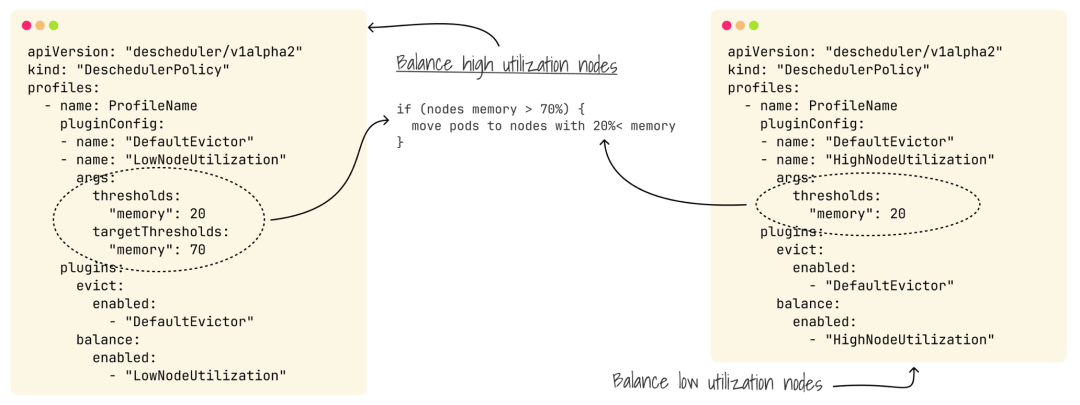 apiVersion: "descheduler/v1alpha2"
kind: "DeschedulerPolicy"
profiles:
  - name: ProfileName
    pluginConfig:
    - name: "DefaultEvictor"
    - name: "LowNodeUtilization"
      args:
        thresholds:
          "memory": 20
        targetThresholds:
          "memory": 70
    plugins:
      evict:
        enabled:
          - "DefaultEvictor"
      balance:
        enabled:
          - "LowNodeUtilization"
Balance high utilization nodes
if (nodes memory > 70%) {
  move pods to nodes with 20%< memory
}
apiVersion: "descheduler/v1alpha2"
kind: "DeschedulerPolicy"
profiles:
  - name: ProfileName
    pluginConfig:
    - name: "DefaultEvictor"
    - name: "HighNodeUtilization"
      args:
        thresholds:
          "memory": 20
    plugins:
      evict:
        enabled:
          - "DefaultEvictor"
      balance:
        enabled:
          - "HighNodeUtilization"
Balance low utilization nodes